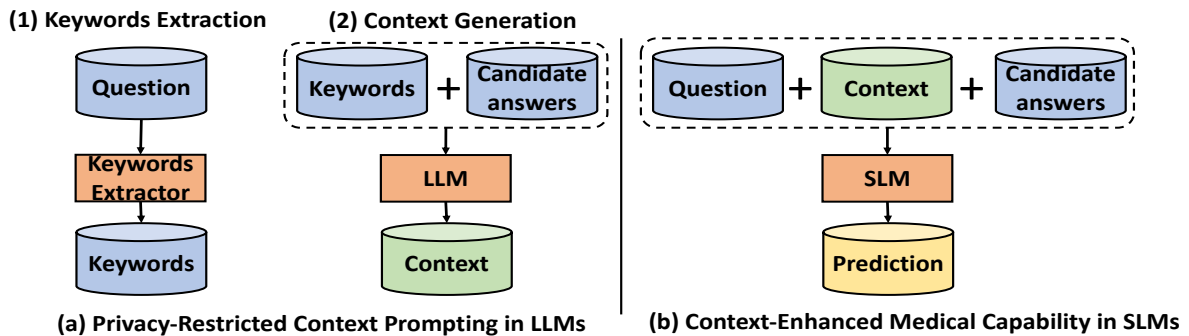 (1) Keywords Extraction
Question
Keywords
Extractor
Keywords
(2) Context Generation
Keywords
+
Candidate
answers
LLM
Context
(a) Privacy-Restricted Context Prompting in LLMs
Question
+
Context
+
Candidate
answers
SLM
Prediction
(b) Context-Enhanced Medical Capability in SLMs